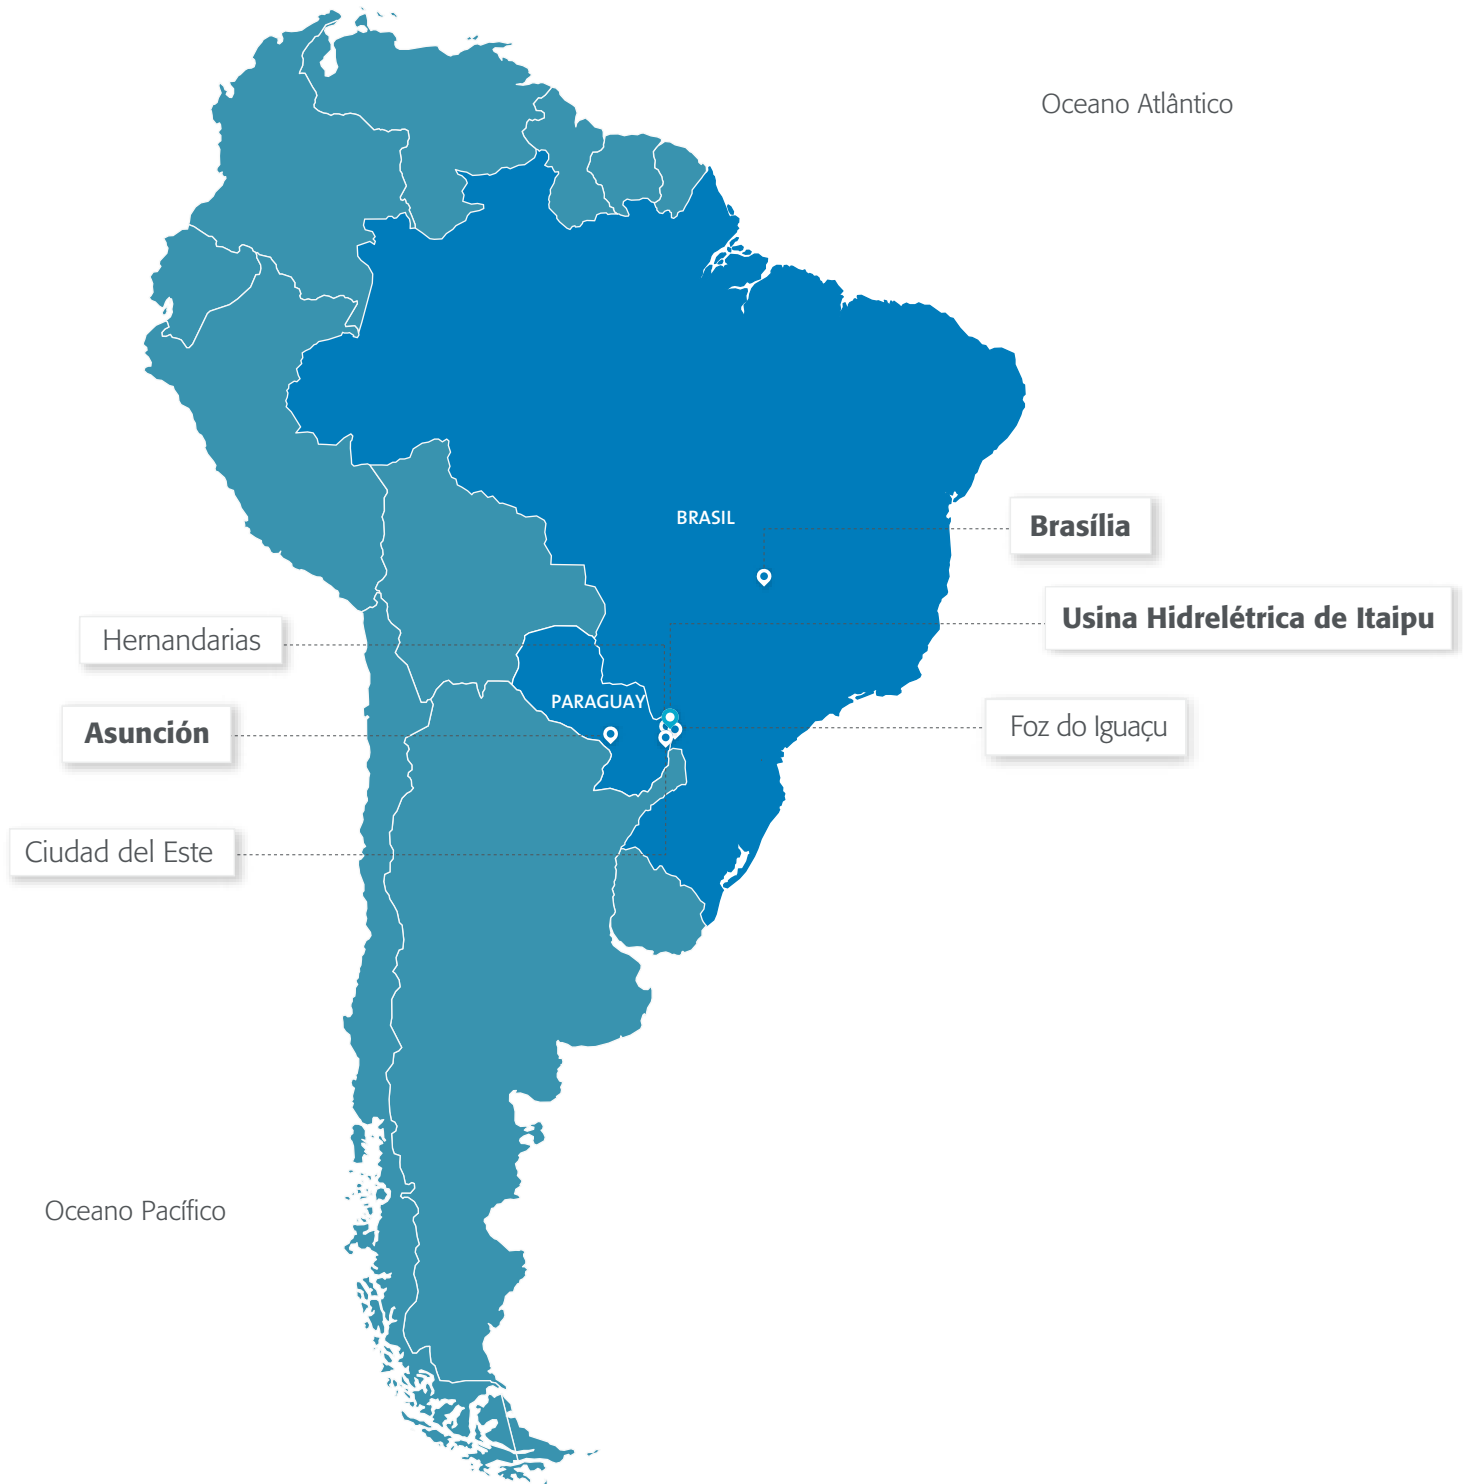 Oceano Atlântico
BRASIL
Brasília
Usina Hidrelétrica de Itaipu
Hernandarias
PARAGUAY
Asunción
Foz do Iguaçu
Ciudad del Este
Oceano Pacífico